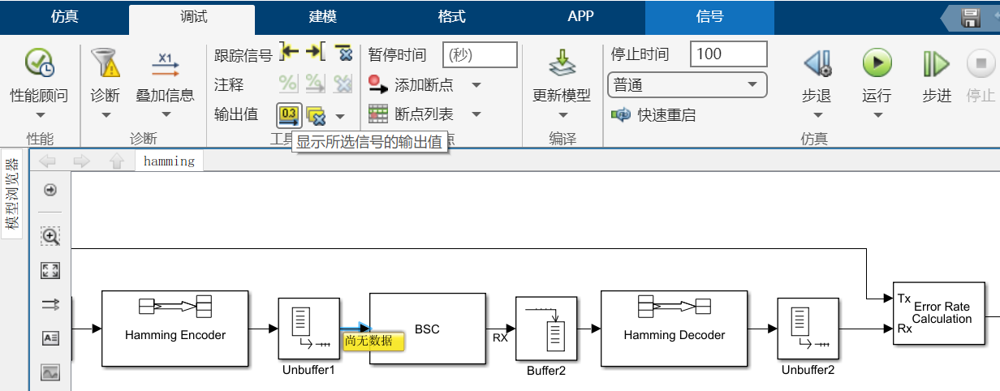 仿真 调试 建模 格式 APP 信号
性能顾问
性能
诊断 叠加信息
诊断
跟踪信号
注释
输出值
0.3
X1
暂停时间 (秒)
添加断点
断点列表
显示所选信号的输出值
更新模型
编译
停止时间 100
普通
快速重启
步退 运行 步进 停止
仿真
模型浏览器
hamming
Hamming Encoder
Unbuffer1
尚无数据
BSC
RX
Buffer2
Hamming Decoder
Unbuffer2
Tx
Rx
Error Rate
Calculation